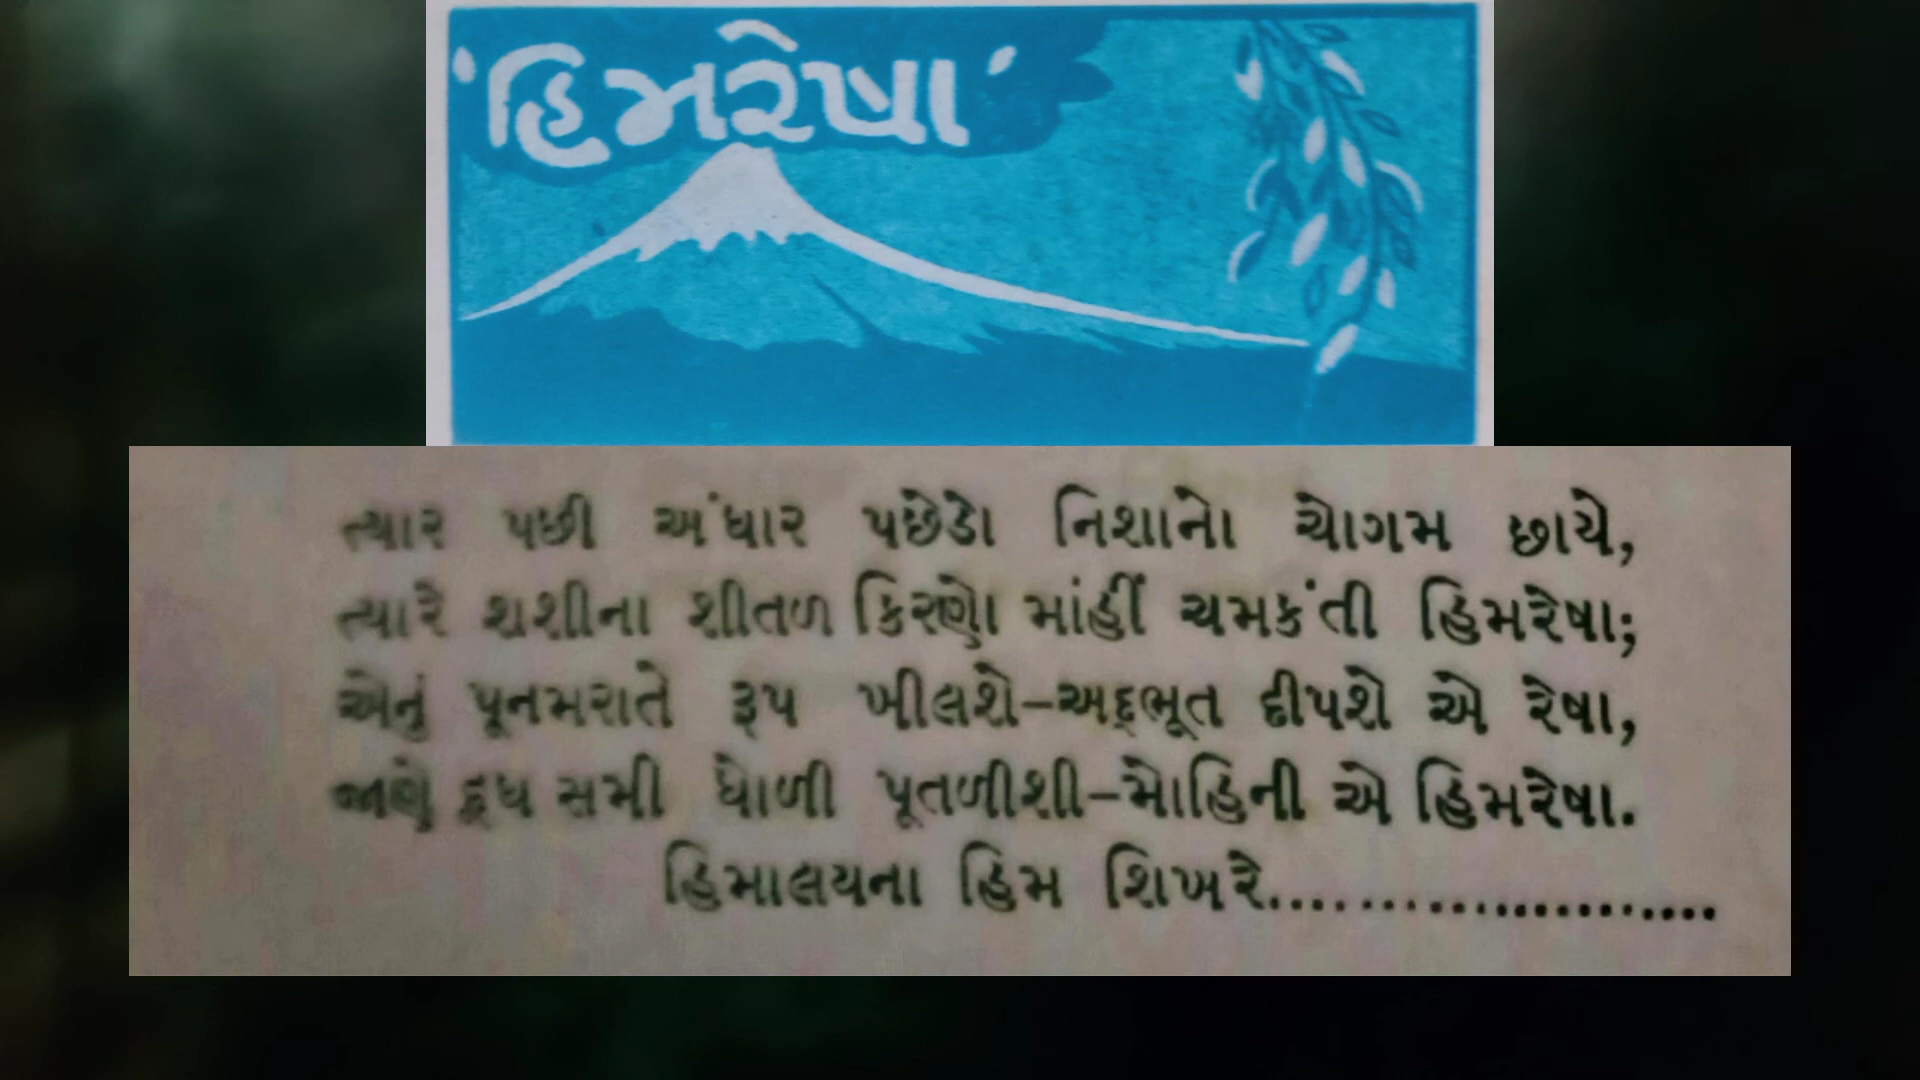 'હિમરેષા'
ત્યાર પછી અંધાર પછેડો નિશાનો ચોગમ છાયે,
ત્યારે શશીના શીતળ કિરણો માંહીં ચમકંતી હિમરેષા;
એનું પૂનમરાતે રૂપ ખીલશે–અદ્ભૂત દીપશે એ રેષા,
જાણે દૂધ સમી ધોળી પૂતળીશી–મોહિની એ હિમરેષા.
હિમાલયના હિમ શિખરે......................